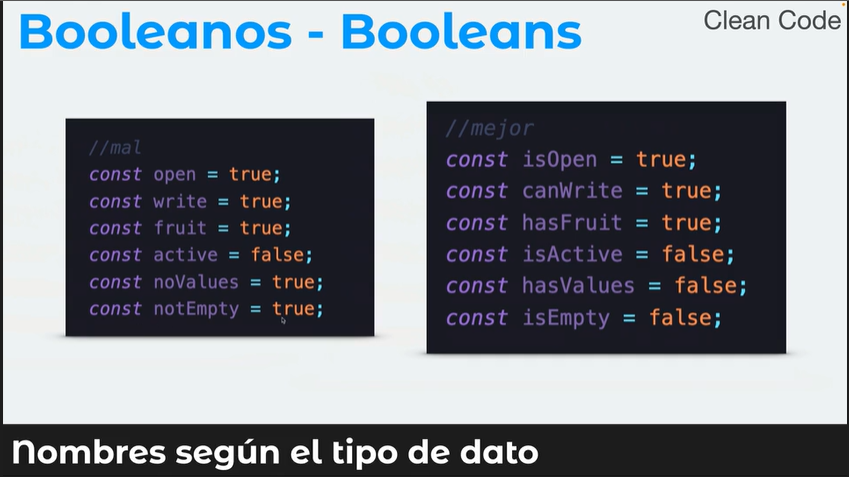 Booleanos - Booleans
Clean Code
//mal
const open = true;
const write = true;
const fruit = true;
const active = false;
const noValues = true;
const notEmpty = true;
//mejor
const isOpen = true;
const canWrite = true;
const hasFruit = true;
const isActive = false;
const hasValues = false;
const isEmpty = false;
Nombres según el tipo de dato